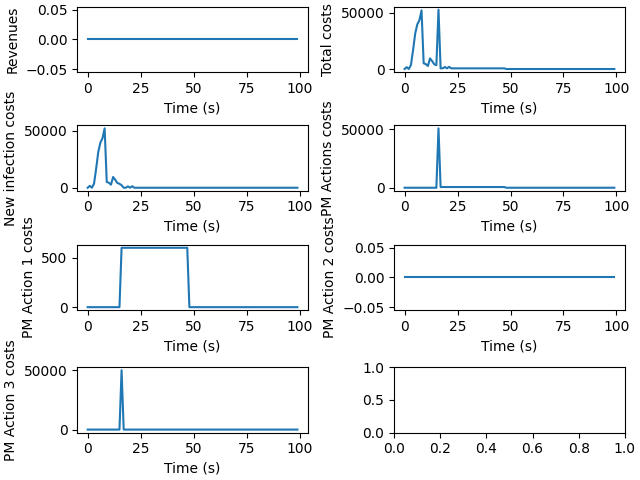 Revenues
0.05
0.00
−0.05
0 25 50 75 100
Time (s)
Total costs
50000
0
0 25 50 75 100
Time (s)
New infection costs
50000
0
0 25 50 75 100
Time (s)
PM Actions costs
50000
0
0 25 50 75 100
Time (s)
PM Action 1 costs
500
0
0 25 50 75 100
Time (s)
PM Action 2 costs
0.05
0.00
−0.05
0 25 50 75 100
Time (s)
PM Action 3 costs
50000
0
0 25 50 75 100
Time (s)
1.0
0.5
0.0
0.0 0.2 0.4 0.6 0.8 1.0